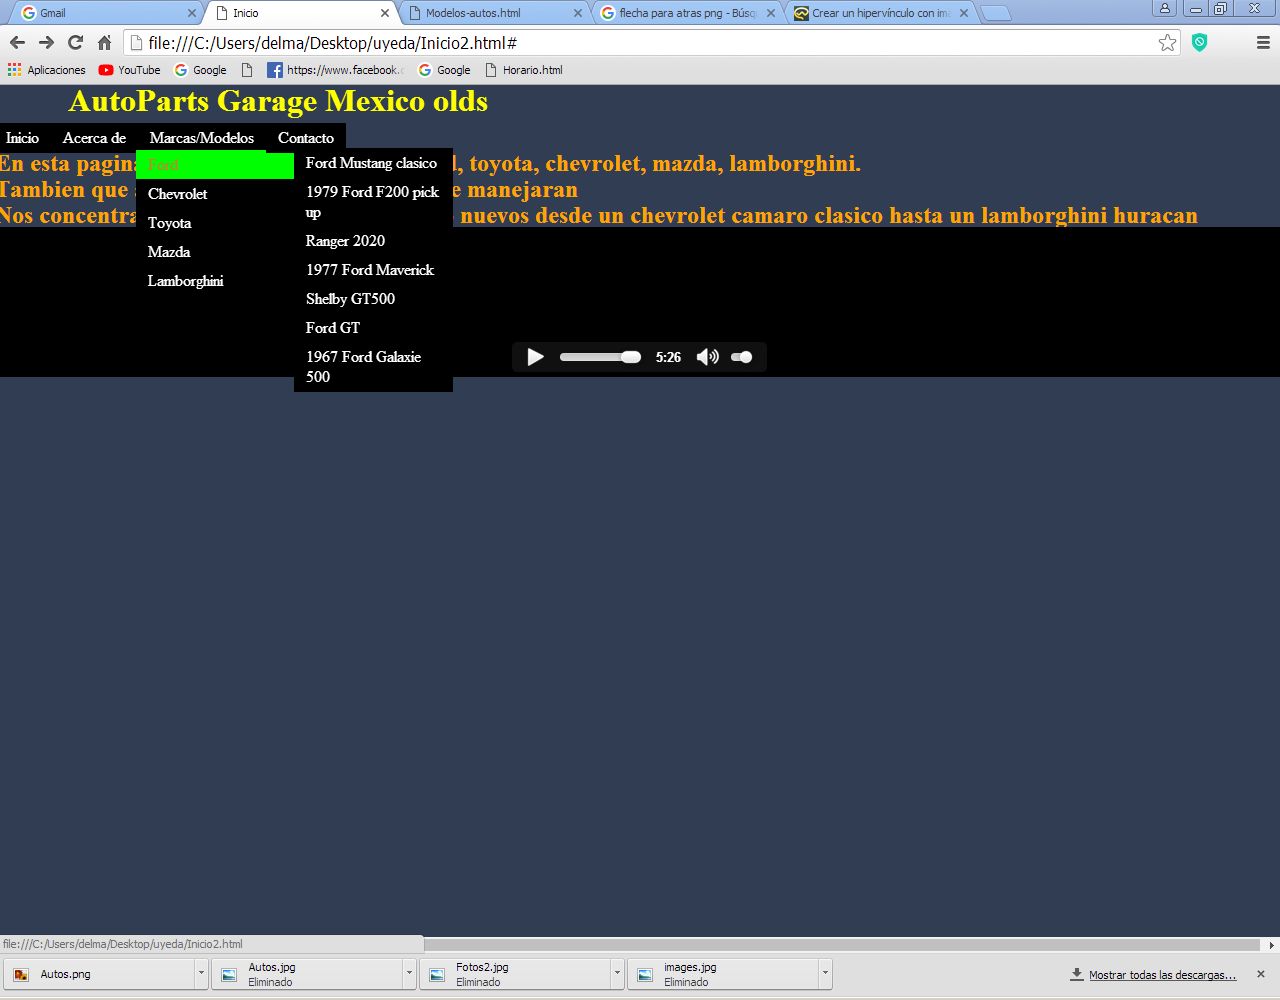 Gmail
Inicio
Modelos-autos.html
flecha para atras png - Búsq
Crear un hipervínculo con im
file:///C:/Users/delma/Desktop/uyeda/Inicio2.html#
Aplicaciones
YouTube
Google
https://www.facebook.c
Google
Horario.html
AutoParts Garage Mexico olds
Inicio
Acerca de
Marcas/Modelos
Contacto
En esta pagina
, toyota, chevrolet, mazda, lamborghini.
Tambien que
e manejaran
Nos concentra
nuevos desde un chevrolet camaro clasico hasta un lamborghini huracan
Ford
Chevrolet
Toyota
Mazda
Lamborghini
Ford Mustang clasico
1979 Ford F200 pick
up
Ranger 2020
1977 Ford Maverick
Shelby GT500
Ford GT
1967 Ford Galaxie
500
5:26
file:///C:/Users/delma/Desktop/uyeda/Inicio2.html
Autos.png
Autos.jpg
Eliminado
Fotos2.jpg
Eliminado
images.jpg
Eliminado
Mostrar todas las descargas...